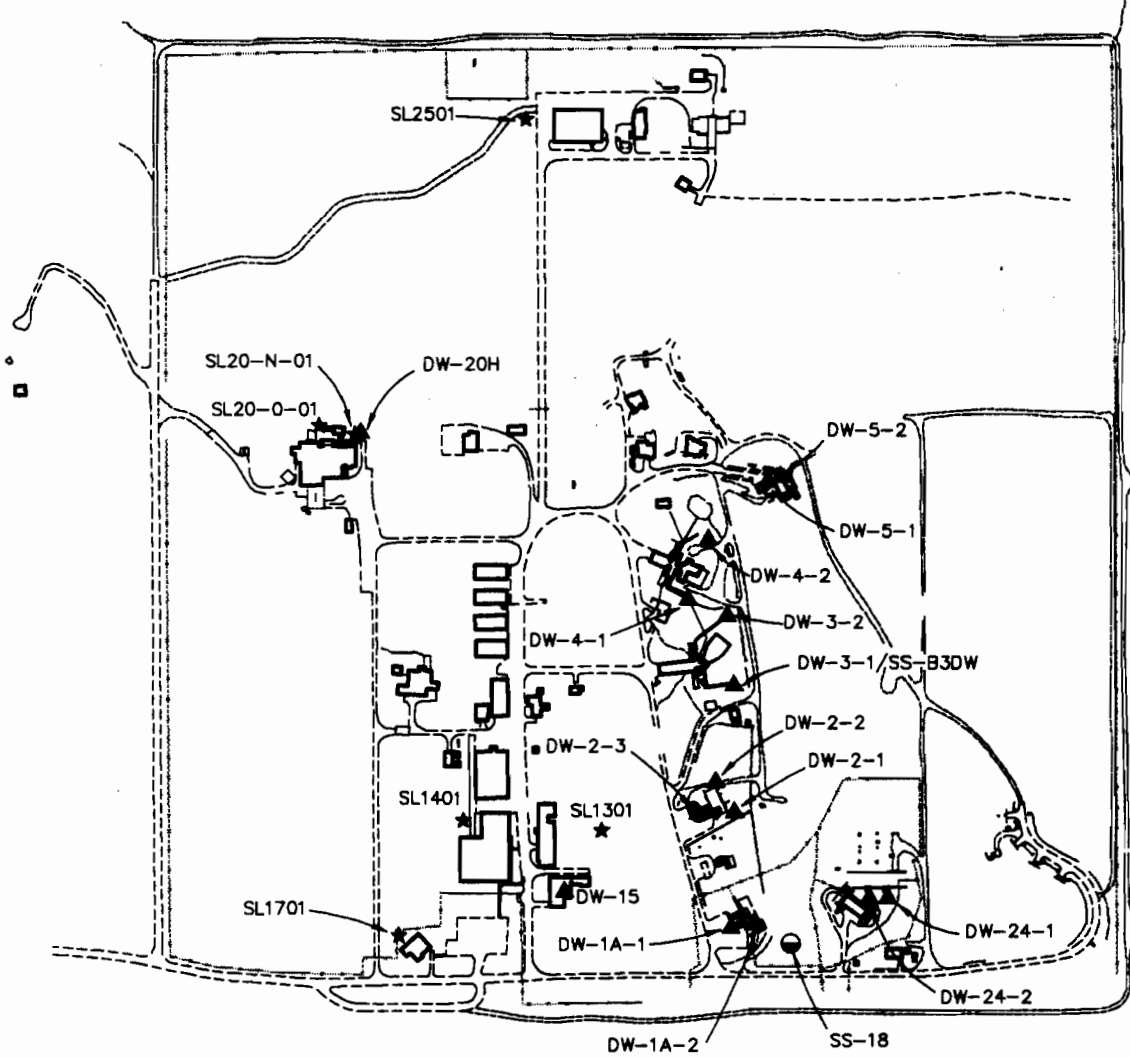 SL2501
SL20-N-01
DW-20H
SL20-O-01
DW-5-2
DW-5-1
DW-4-2
DW-4-1
DW-3-2
DW-3-1/SS-B3DW
DW-2-2
DW-2-3
DW-2-1
SL1401
SL1301
DW-15
SL1701
DW-1A-1
DW-24-1
DW-24-2
DW-1A-2
SS-18